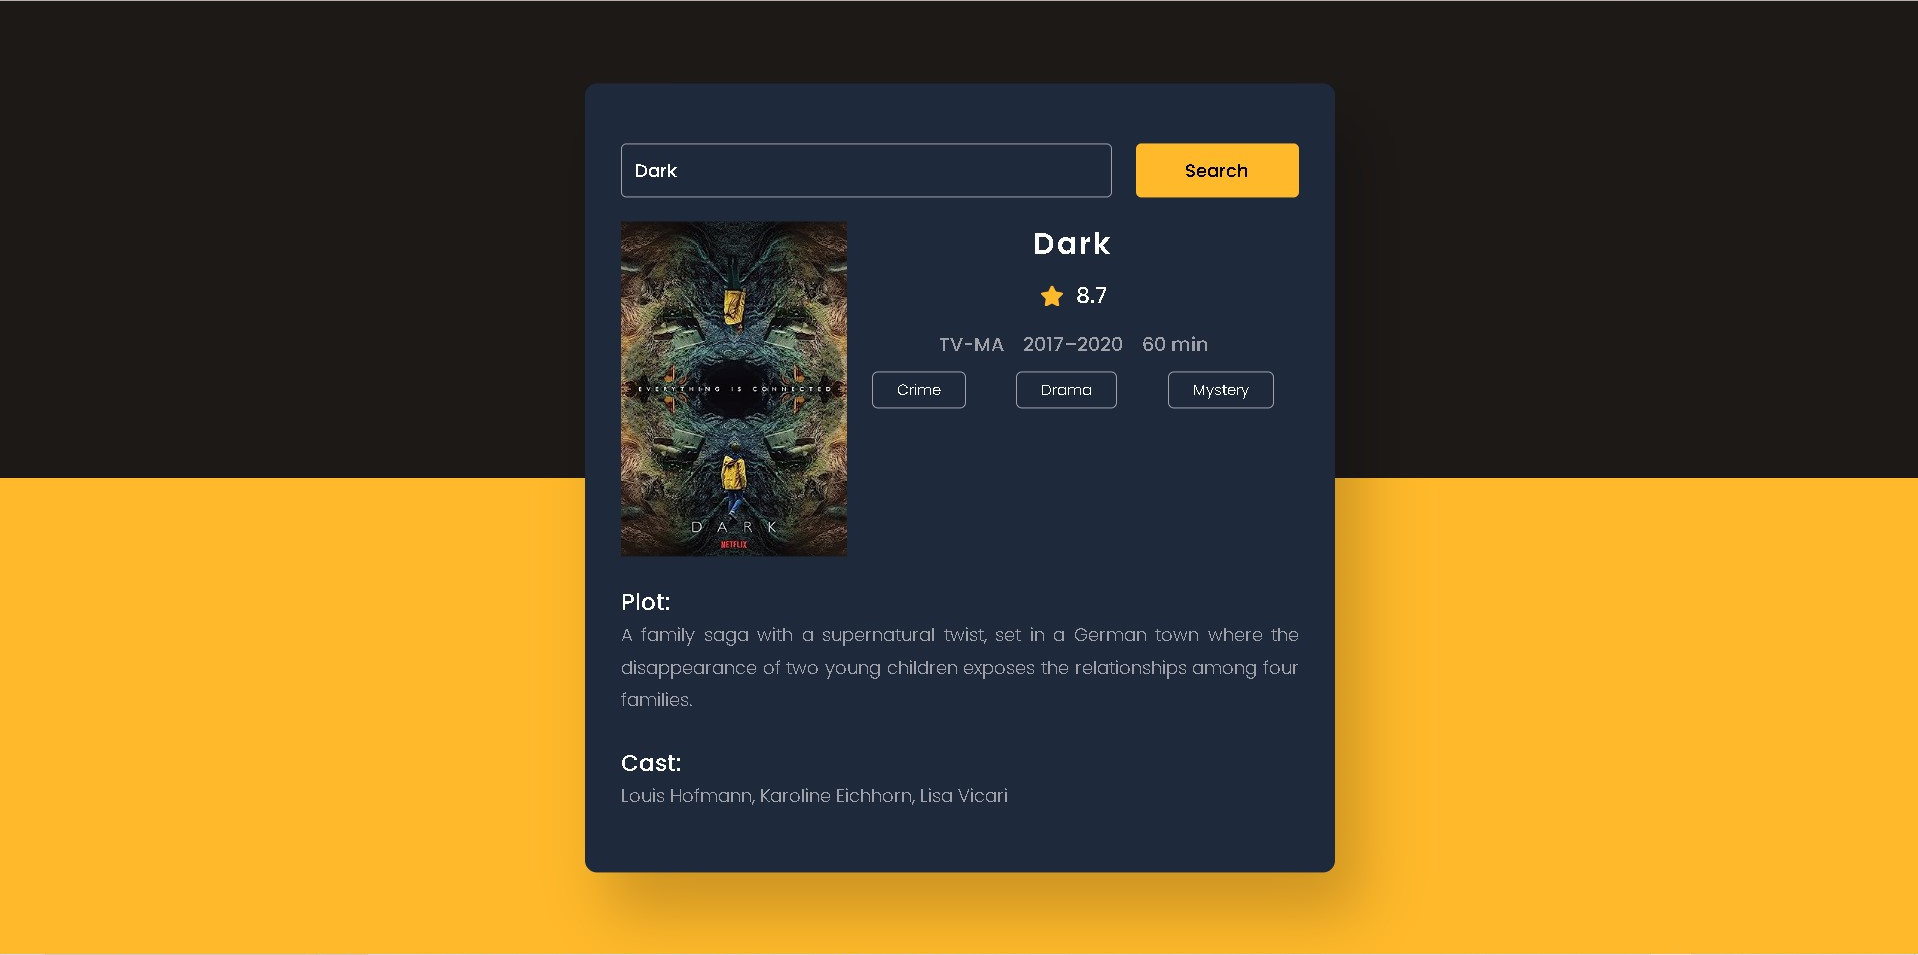 Dark
Search
Dark
8.7
TV-MA 2017–2020 60 min
Crime Drama Mystery
EVERYTHING IS CONNECTED
DARK
NETFLIX
Plot:
A family saga with a supernatural twist, set in a German town where the
disappearance of two young children exposes the relationships among four
families.
Cast:
Louis Hofmann, Karoline Eichhorn, Lisa Vicari